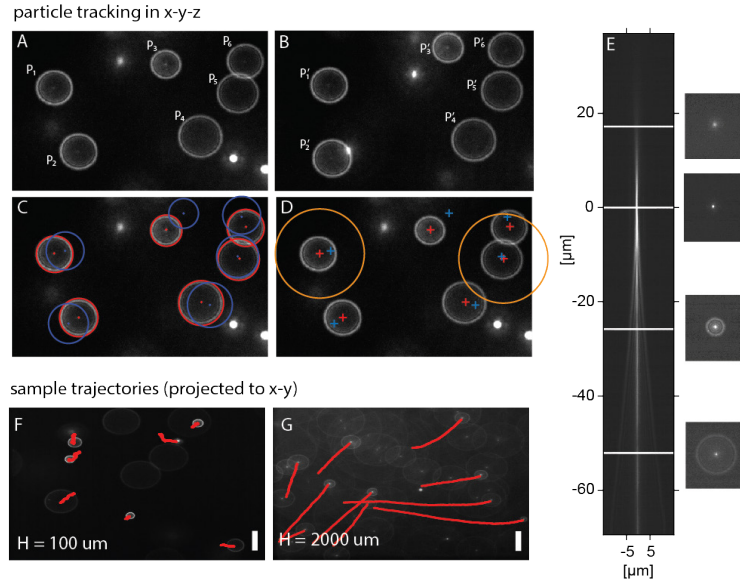 particle tracking in x-y-z
A
P₁
P₂
P₃
P₄
P₅
P₆
B
P₁′
P₂′
P₃′
P₄′
P₅′
P₆′
C
D
E
20
0
[µm]
-20
-40
-60
-5 5
[µm]
sample trajectories (projected to x-y)
F
H = 100 um
G
H = 2000 um